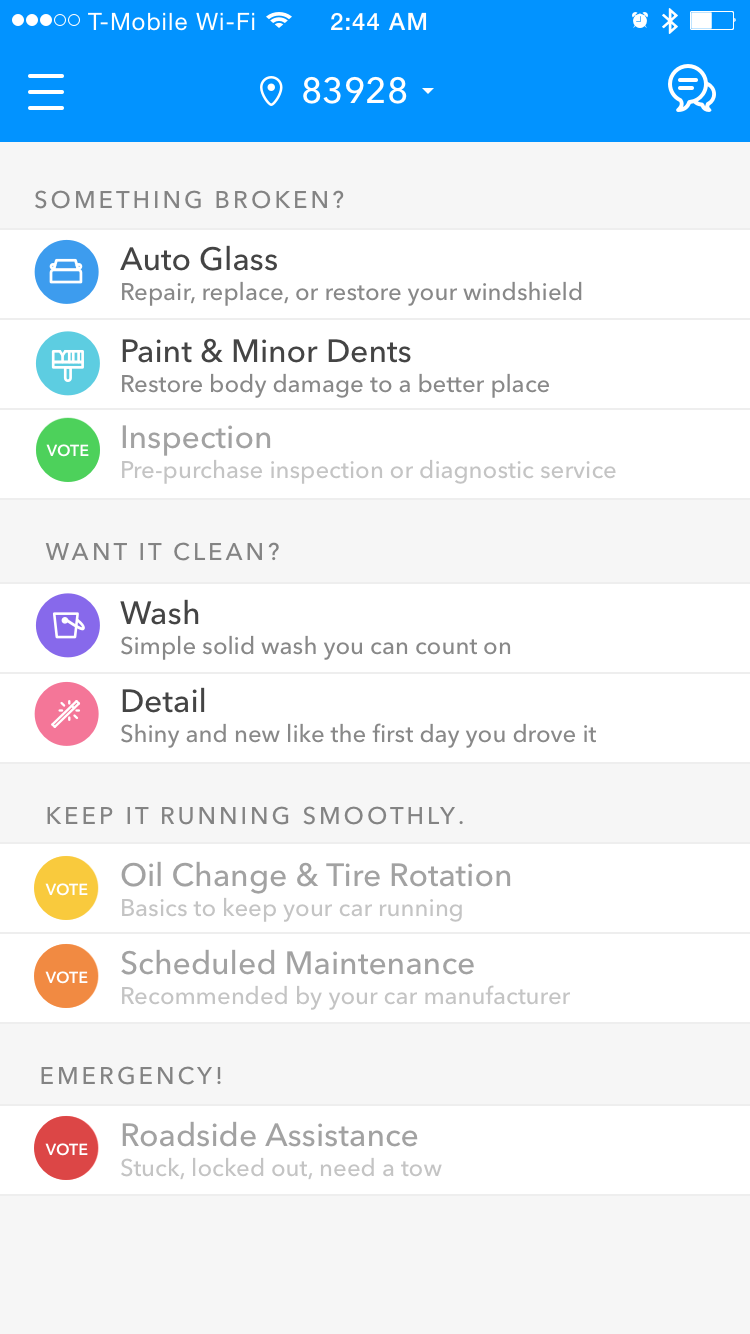 T-Mobile Wi-Fi 2:44 AM
83928
SOMETHING BROKEN?
Auto Glass
Repair, replace, or restore your windshield
Paint & Minor Dents
Restore body damage to a better place
VOTE
Inspection
Pre-purchase inspection or diagnostic service
WANT IT CLEAN?
Wash
Simple solid wash you can count on
Detail
Shiny and new like the first day you drove it
KEEP IT RUNNING SMOOTHLY.
VOTE
Oil Change & Tire Rotation
Basics to keep your car running
VOTE
Scheduled Maintenance
Recommended by your car manufacturer
EMERGENCY!
VOTE
Roadside Assistance
Stuck, locked out, need a tow